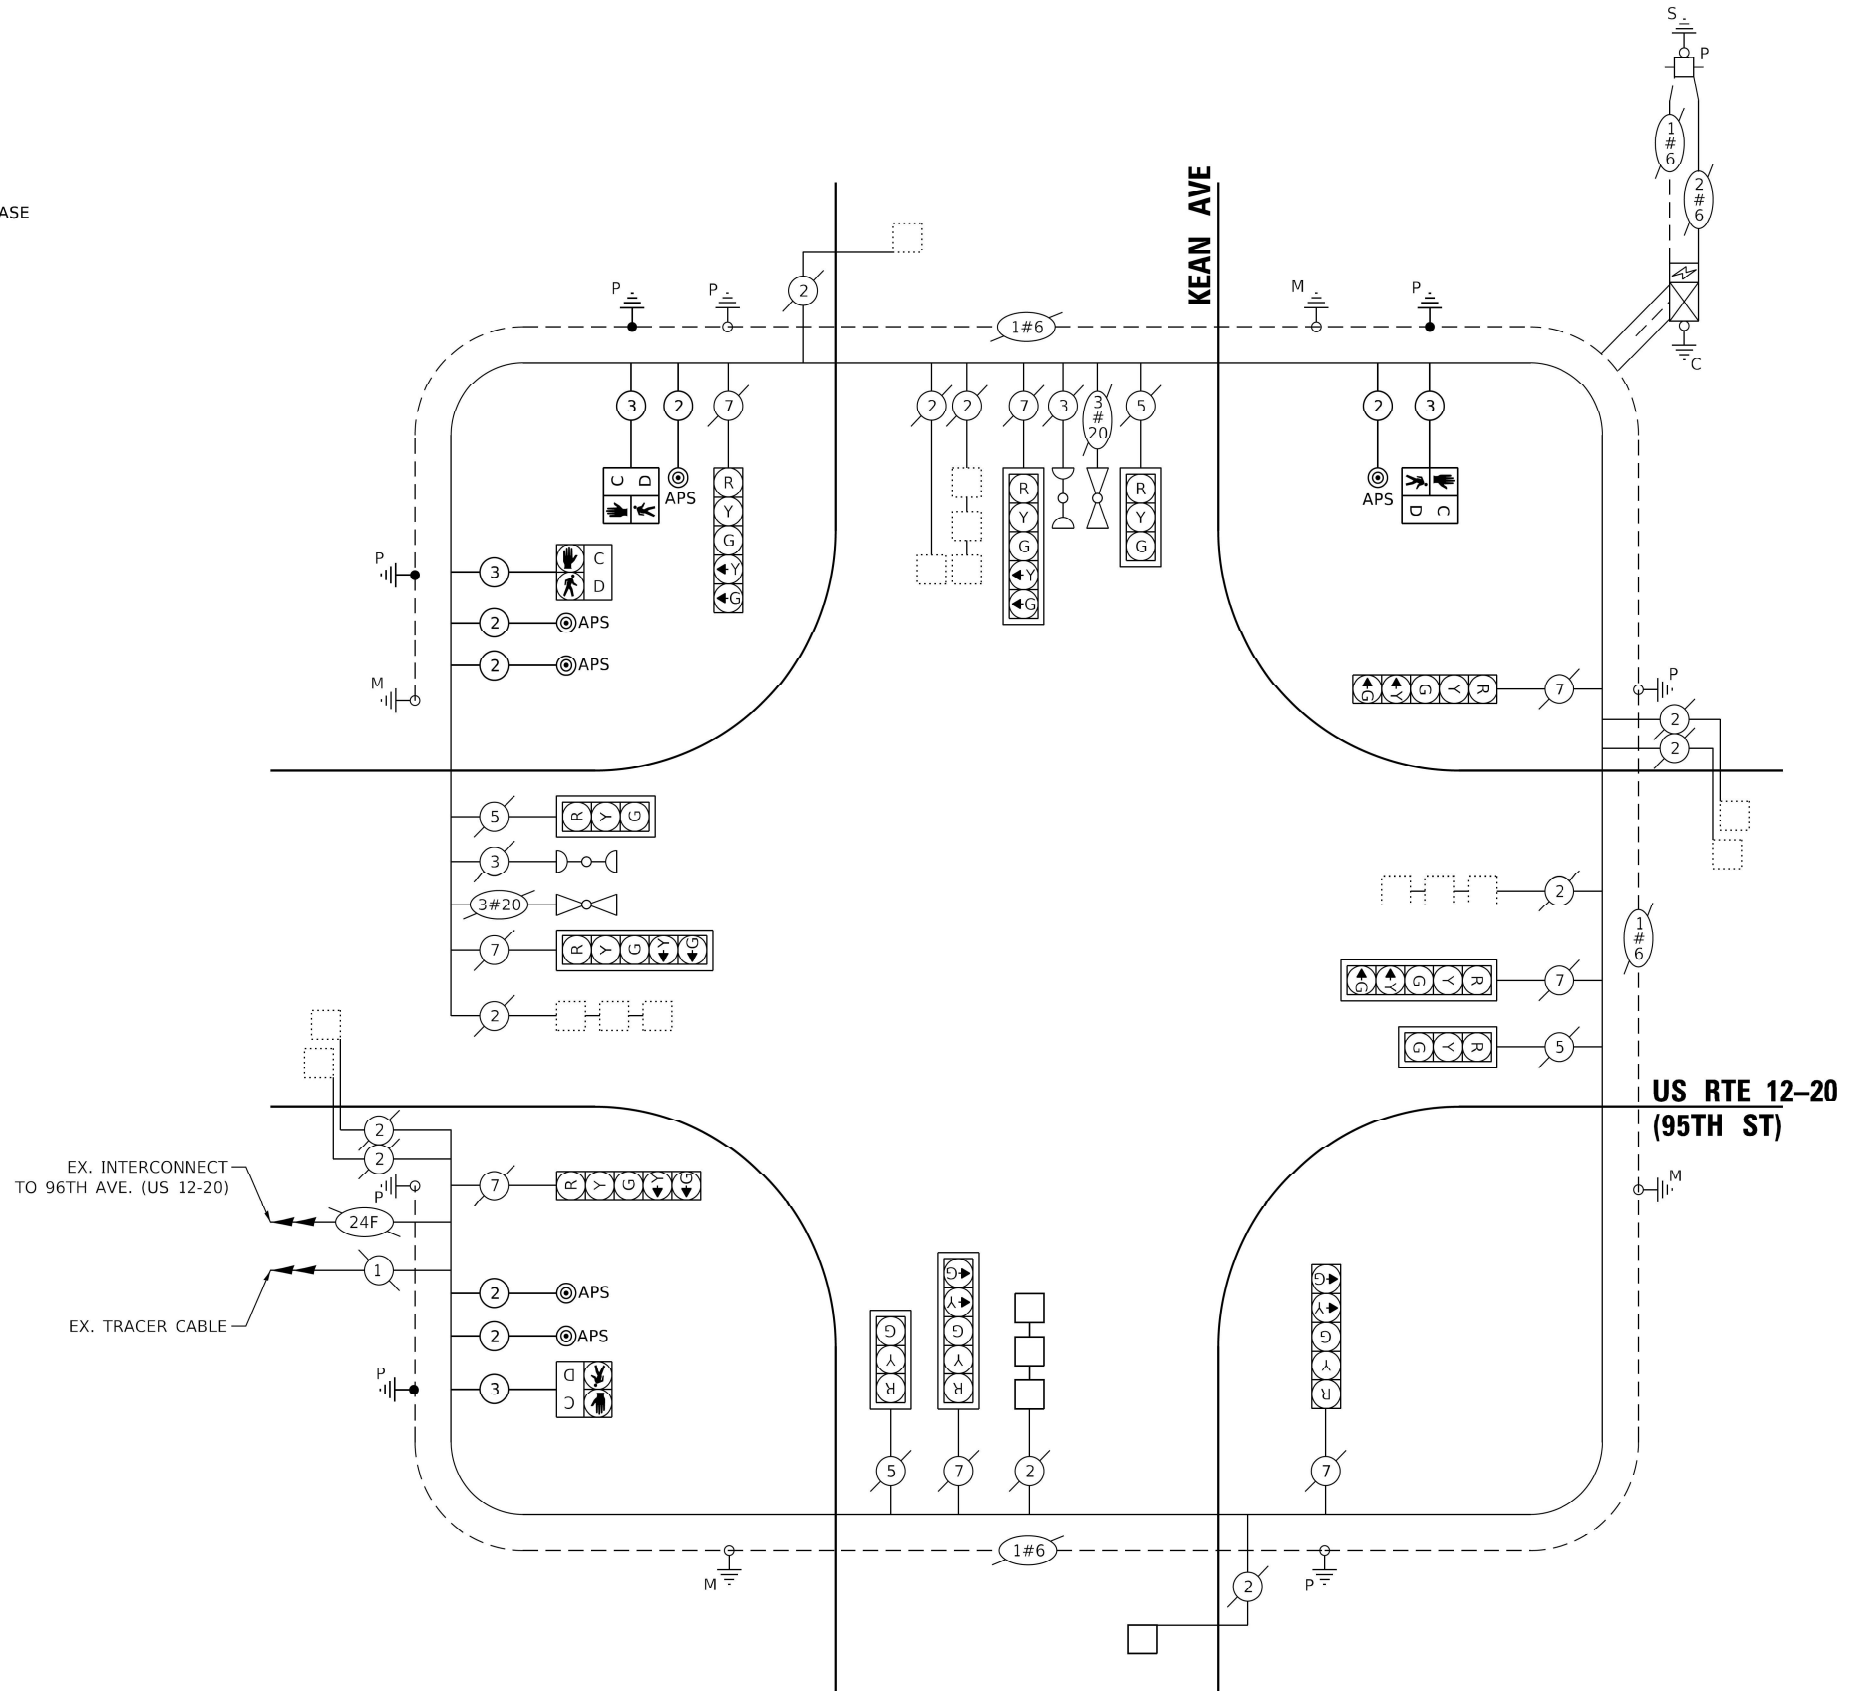 S
P
1
#
6
2
#
6
ASE
KEAN AVE
P
P
2
M
P
1#6
C
3
2
7
2
2
7
3
3
#
20
5
2
3
C D
APS
R
Y
G
Y
G
R
Y
G
Y
G
R
Y
G
APS
D C
P
3
C
D
2
APS
2
APS
M
G Y G Y R
7
P
2
2
5
R Y G
3
3#20
7
R Y G Y G
2
2
1
#
6
G Y G Y R
7
G Y R
5
US RTE 12–20
(95TH ST)
2
2
EX. INTERCONNECT
TO 96TH AVE. (US 12-20)
P
7
R Y G Y G
24F
M
1
EX. TRACER CABLE
2
APS
2
APS
P
3
D
C
G
Y
R
G
Y
G
Y
R
G
Y
G
Y
R
5
7
2
7
M
1#6
2
P